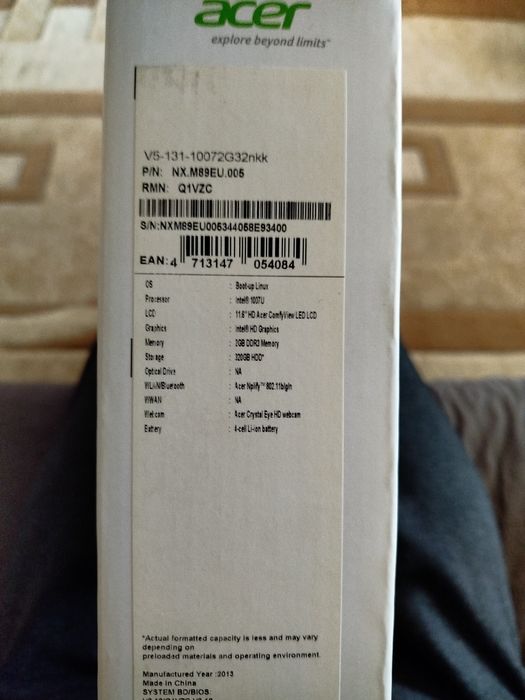 acer
explore beyond limits™
V5-131-10072G32nkk
P/N: NX.M89EU.005
RMN: Q1VZC
S/N:NXM89EU005344058E93400
EAN: 4 713147 054084
OS : Boot-up Linux
Processor : Intel® 1007U
LCD : 11.6" HD Acer ComfyView LED LCD
Graphics : Intel® HD Graphics
Memory : 2GB DDR3 Memory
Storage : 320GB HDD*
Optical Drive : NA
WLAN/Bluetooth : Acer Nplify™ 802.11b/g/n
WWAN : NA
Webcam : Acer Crystal Eye HD webcam
Battery : 4-cell Li-ion battery
*Actual formatted capacity is less and may vary
depending on
preloaded materials and operating environment.
Manufactured Year :2013
Made in China
SYSTEM BD/BIOS: